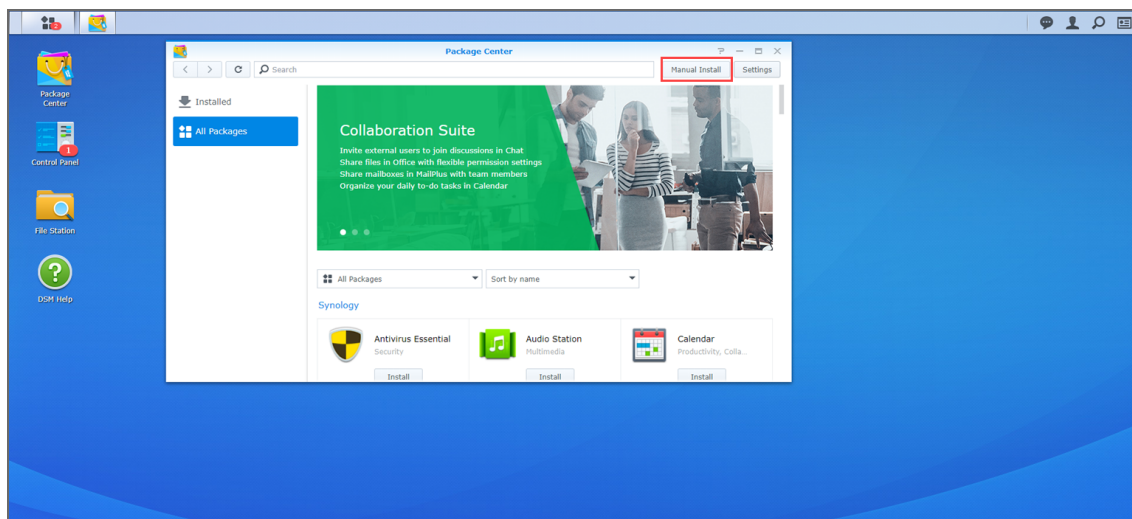 2
Package Center
Search
Manual Install
Settings
Package
Center
Installed
All Packages
Collaboration Suite
Invite external users to join discussions in Chat
Share files in Office with flexible permission settings
Share mailboxes in MailPlus with team members
Organize your daily to-do tasks in Calendar
1
Control Panel
File Station
DSM Help
All Packages
Sort by name
Synology
Antivirus Essential
Security
Install
Audio Station
Multimedia
Install
Calendar
Productivity, Colla...
Install